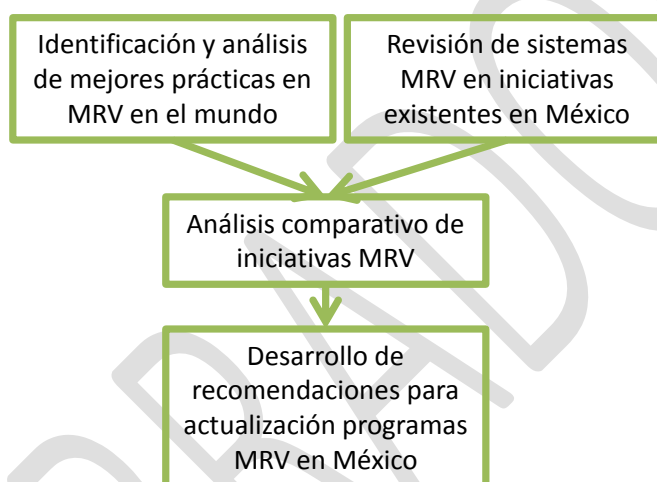 Identificación y análisis
de mejores prácticas en
MRV en el mundo
Revisión de sistemas
MRV en iniciativas
existentes en México
Análisis comparativo de
iniciativas MRV
Desarrollo de
recomendaciones para
actualización programas
MRV en México